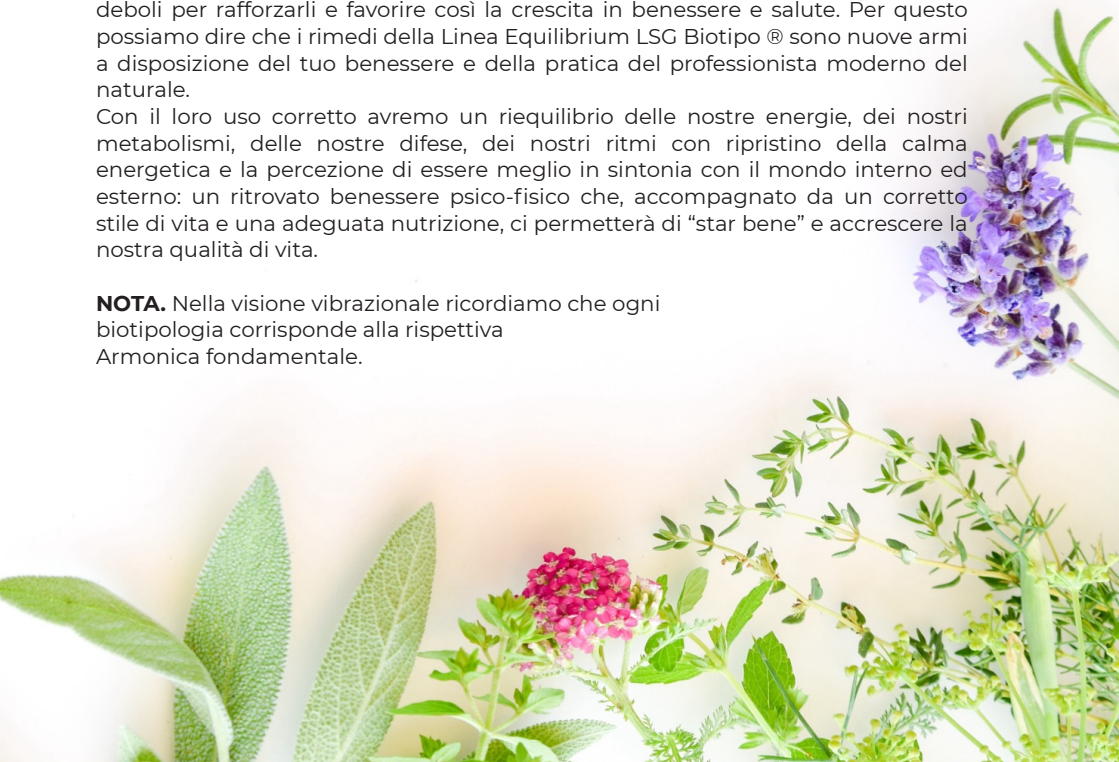 deboli per rafforzarli e favorire così la crescita in benessere e salute. Per questo
possiamo dire che i rimedi della Linea Equilibrium LSG Biotipo ® sono nuove armi
a disposizione del tuo benessere e della pratica del professionista moderno del
naturale.
Con il loro uso corretto avremo un riequilibrio delle nostre energie, dei nostri
metabolismi, delle nostre difese, dei nostri ritmi con ripristino della calma
energetica e la percezione di essere meglio in sintonia con il mondo interno ed
esterno: un ritrovato benessere psico-fisico che, accompagnato da un corretto
stile di vita e una adeguata nutrizione, ci permetterà di “star bene” e accrescere la
nostra qualità di vita.
NOTA. Nella visione vibrazionale ricordiamo che ogni
biotipologia corrisponde alla rispettiva
Armonica fondamentale.